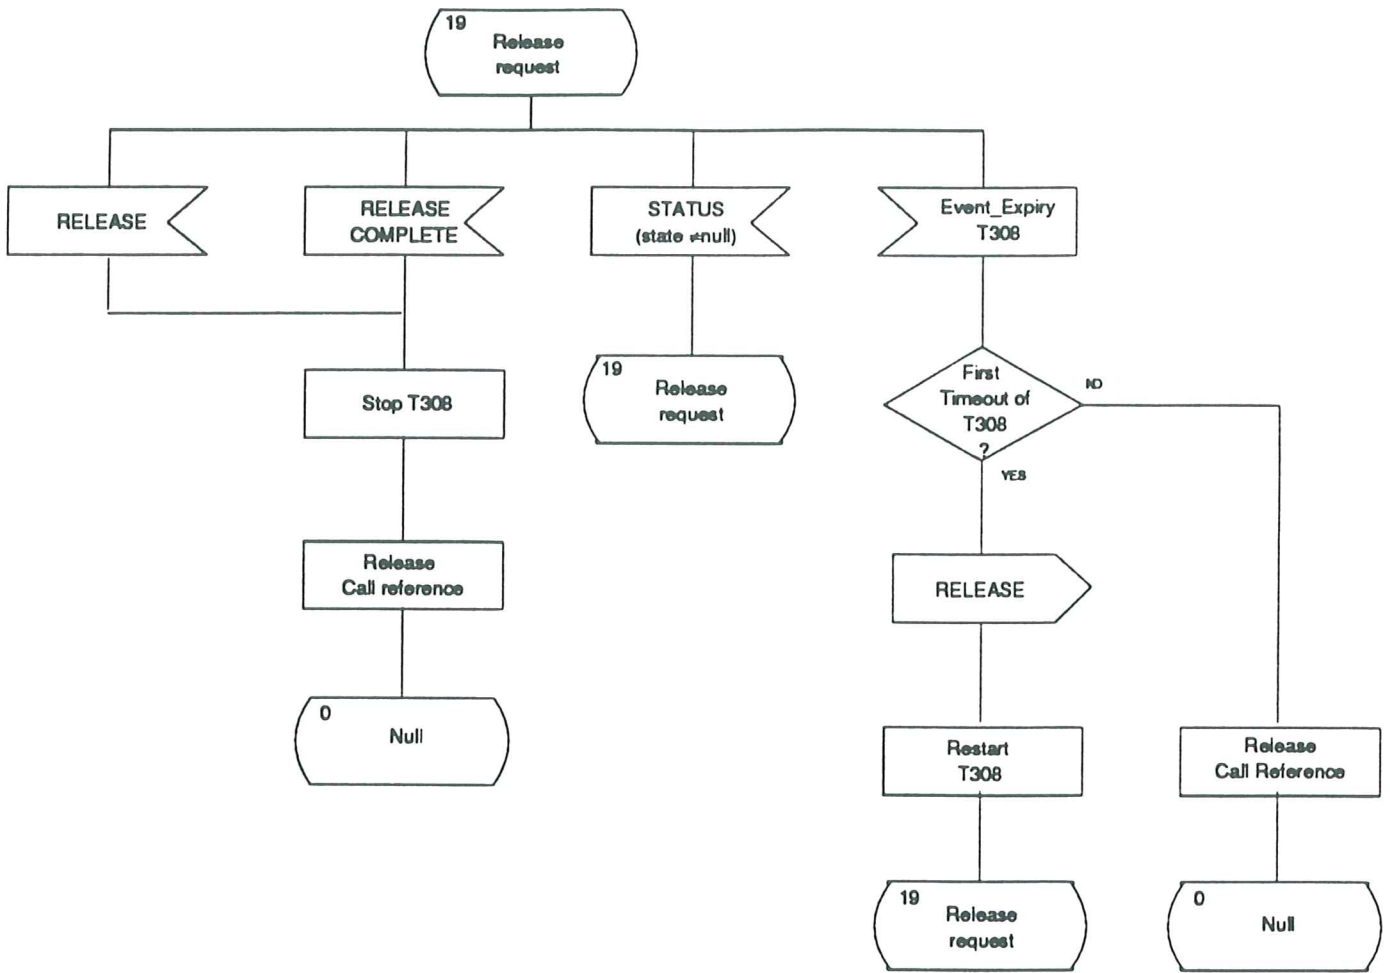 19
Release
request
RELEASE
RELEASE
COMPLETE
STATUS
(state ≠null)
Event_Expiry
T308
19
Release
request
First
Timeout of
T308
?
NO
YES
Stop T308
Release
Call reference
RELEASE
0
Null
Restart
T308
Release
Call Reference
19
Release
request
0
Null